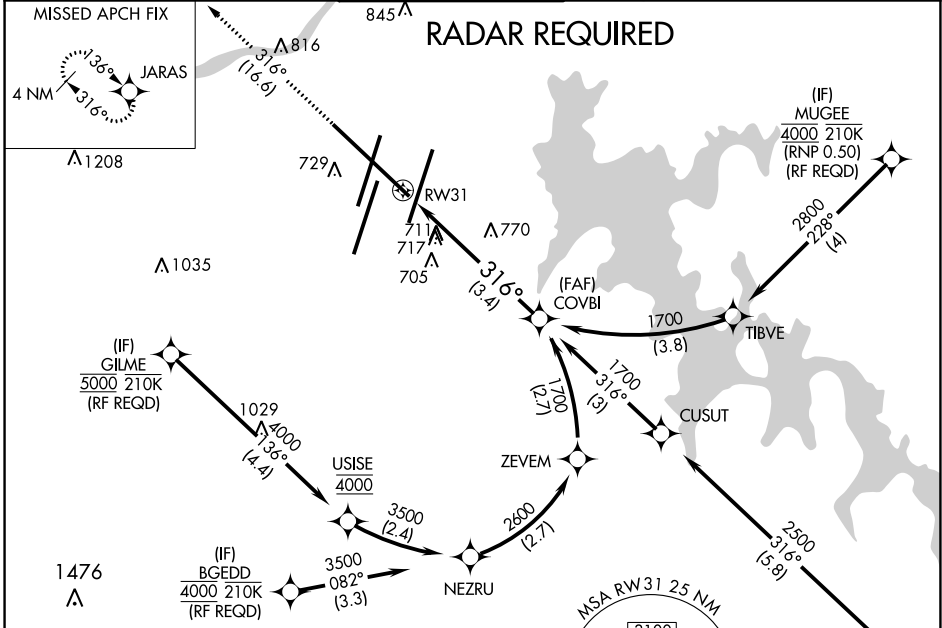 MISSED APCH FIX
136°
JARAS
4 NM
316°
845
RADAR REQUIRED
816
316°
(16.6)
(IF)
MUGEE
4000 210K
(RNP 0.50)
(RF REQD)
1208
729
RW31
2800
228°
(4)
711
717
705
770
1035
316°
(3.4)
(FAF)
COVBI
1700
(3.8)
TIBVE
(IF)
GILME
5000 210K
(RF REQD)
1700
(2.7)
1700
316°
(3)
CUSUT
1029
4000
136°
(4.4)
USISE
4000
ZEVEM
3500
(2.4)
2600
(2.7)
2500
316°
(5.8)
(IF)
BGEDD
4000 210K
(RF REQD)
3500
082°
(3.3)
NEZRU
1476
MSA RW31 25 NM